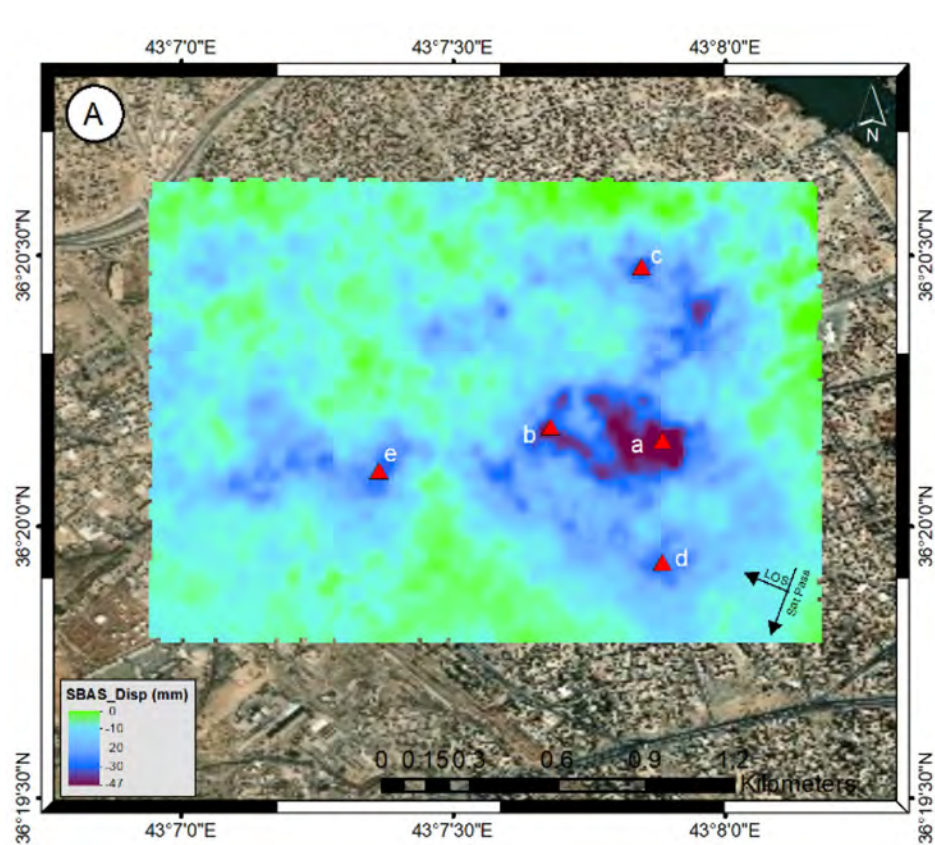 43°7'0"E 43°7'30"E 43°8'0"E
A
N
36°20'30"N 36°20'30"N
c
b
a
e
36°20'0"N 36°20'0"N
d
LOS
Sat Pass
SBAS_Disp (mm)
0
-10
20
-30
-47
0 0.15 0.3 0.6 0.9 1.2
Kilometers
36°19'30"N 36°19'30"N
43°7'0"E 43°7'30"E 43°8'0"E